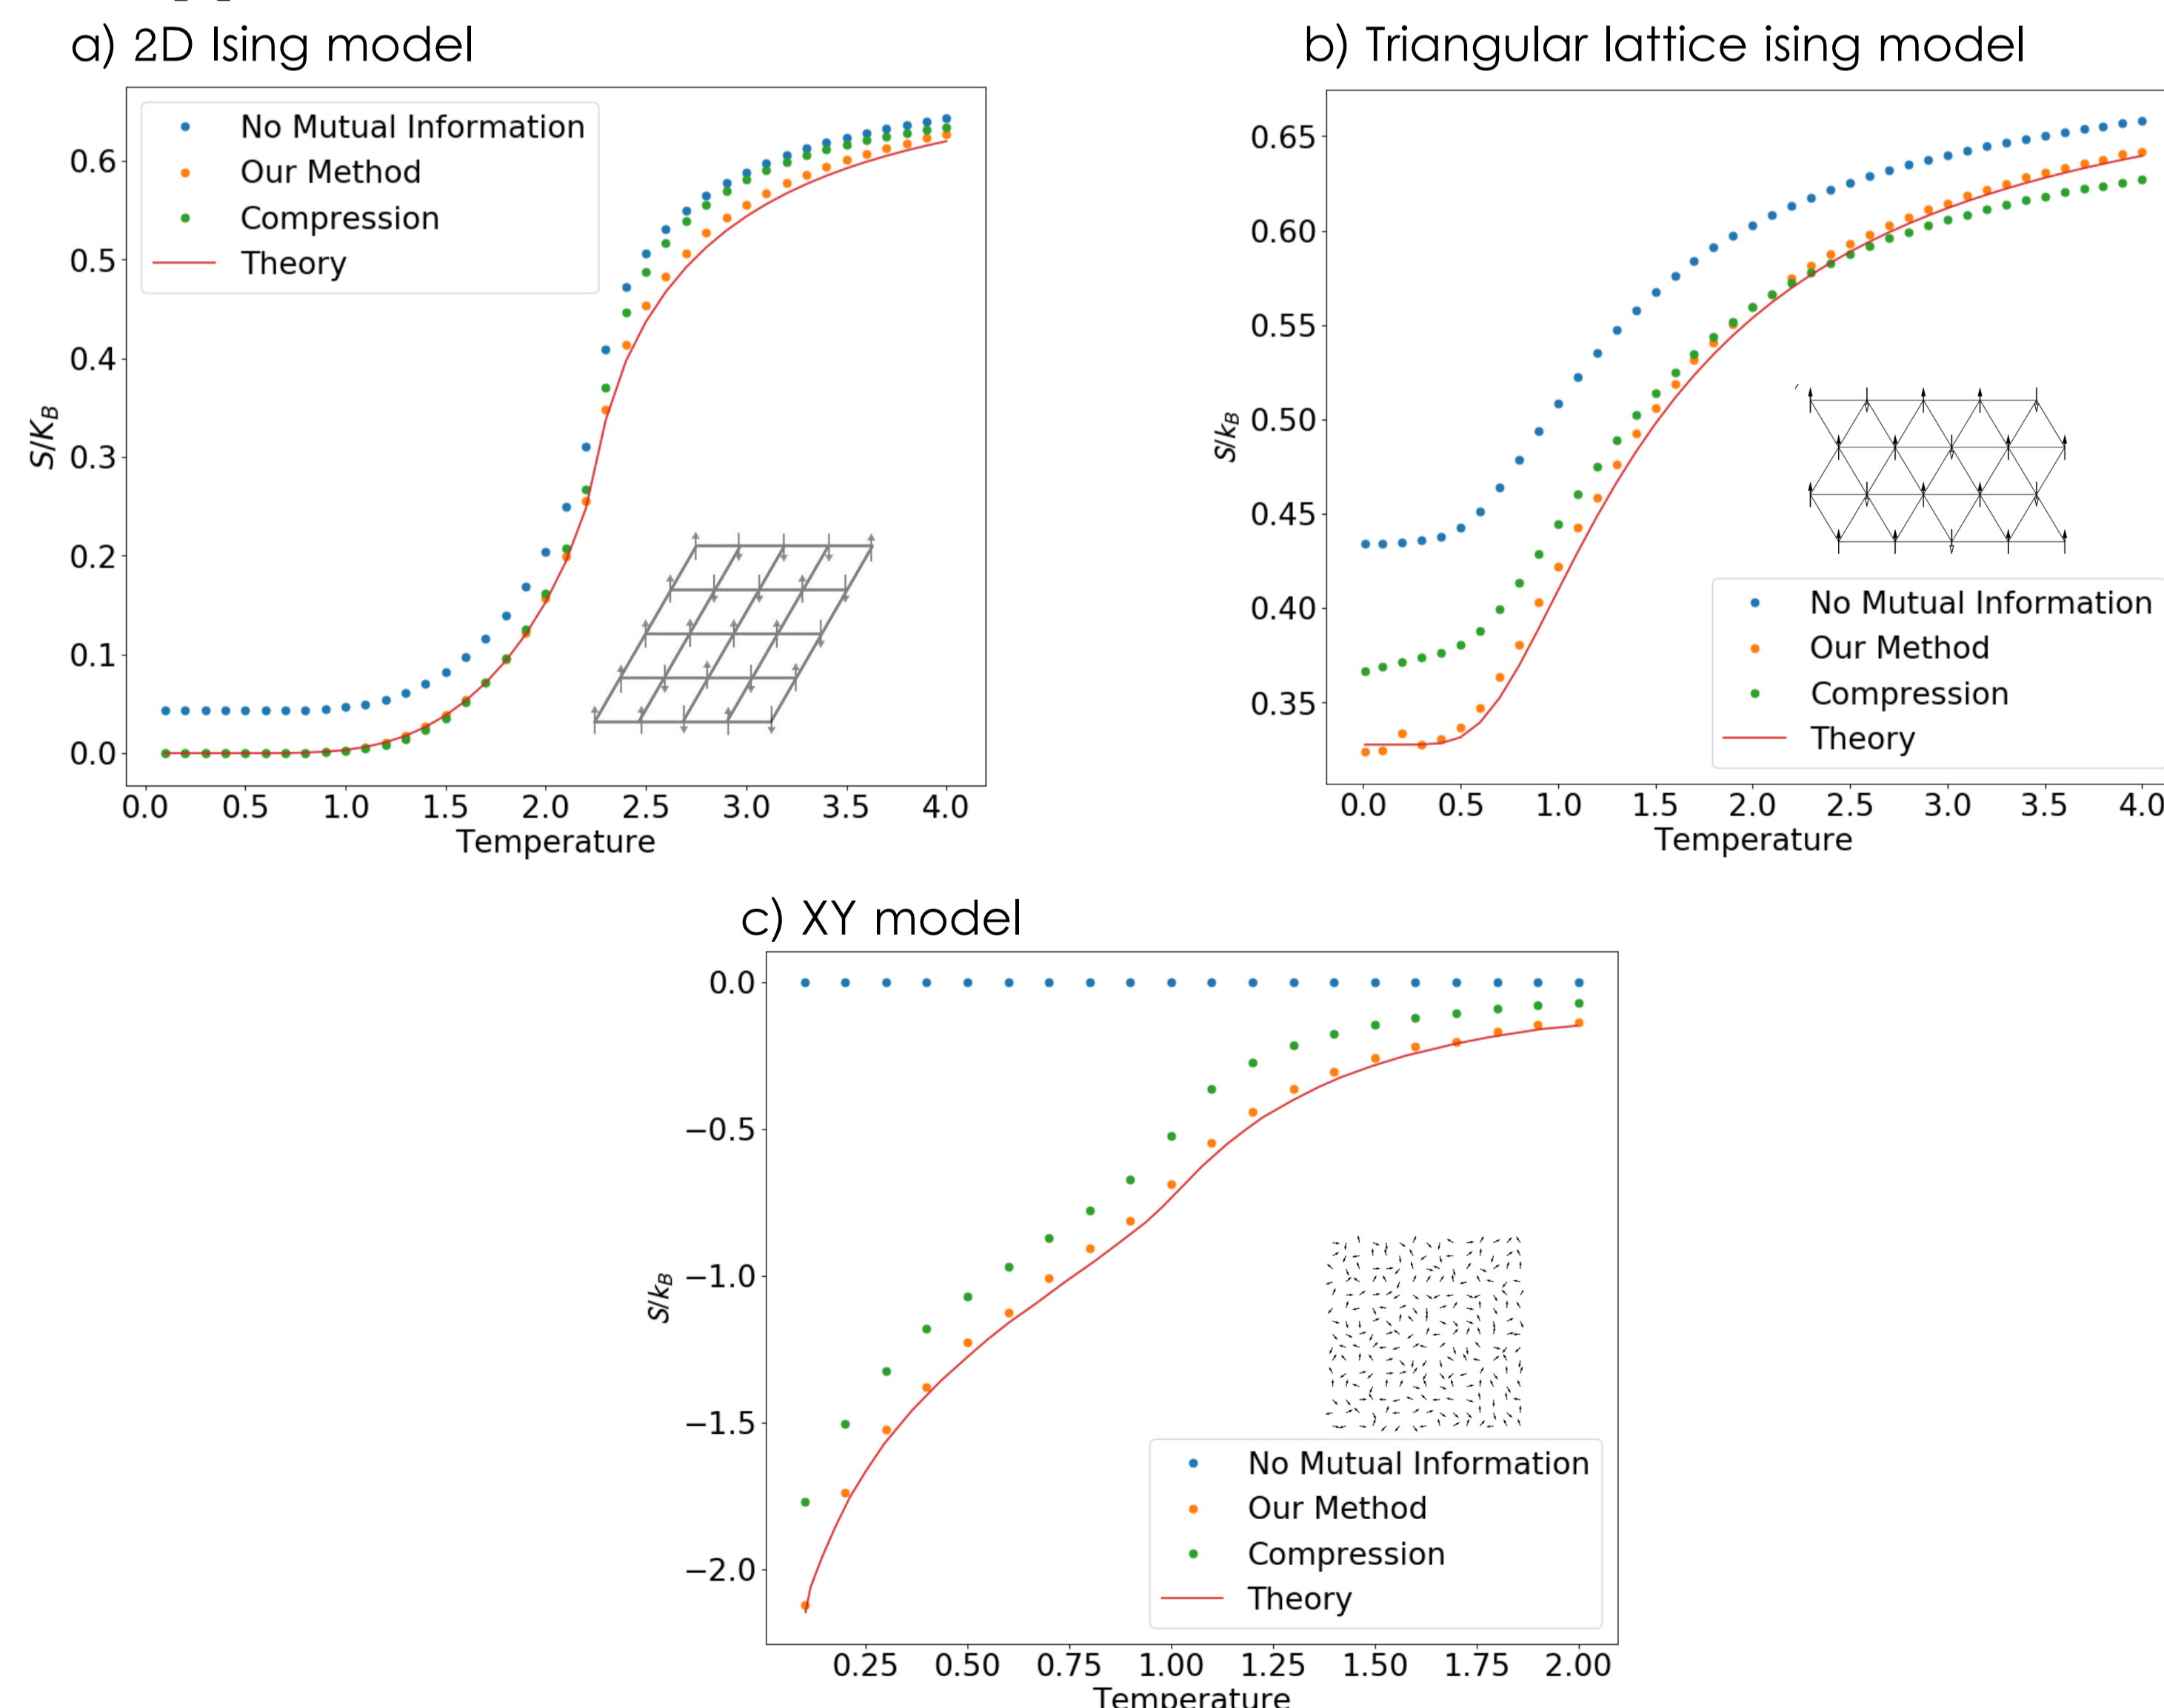 a) 2D Ising model
No Mutual Information
Our Method
Compression
Theory
0.6
0.5
0.4
0.3
0.2
0.1
0.0
S/K_B
0.0 0.5 1.0 1.5 2.0 2.5 3.0 3.5 4.0
Temperature
b) Triangular lattice ising model
0.65
0.60
0.55
0.50
0.45
0.40
0.35
S/k_B
No Mutual Information
Our Method
Compression
Theory
0.0 0.5 1.0 1.5 2.0 2.5 3.0 3.5 4.0
Temperature
c) XY model
0.0
−0.5
−1.0
−1.5
−2.0
S/k_B
No Mutual Information
Our Method
Compression
Theory
0.25 0.50 0.75 1.00 1.25 1.50 1.75 2.00
Temperature